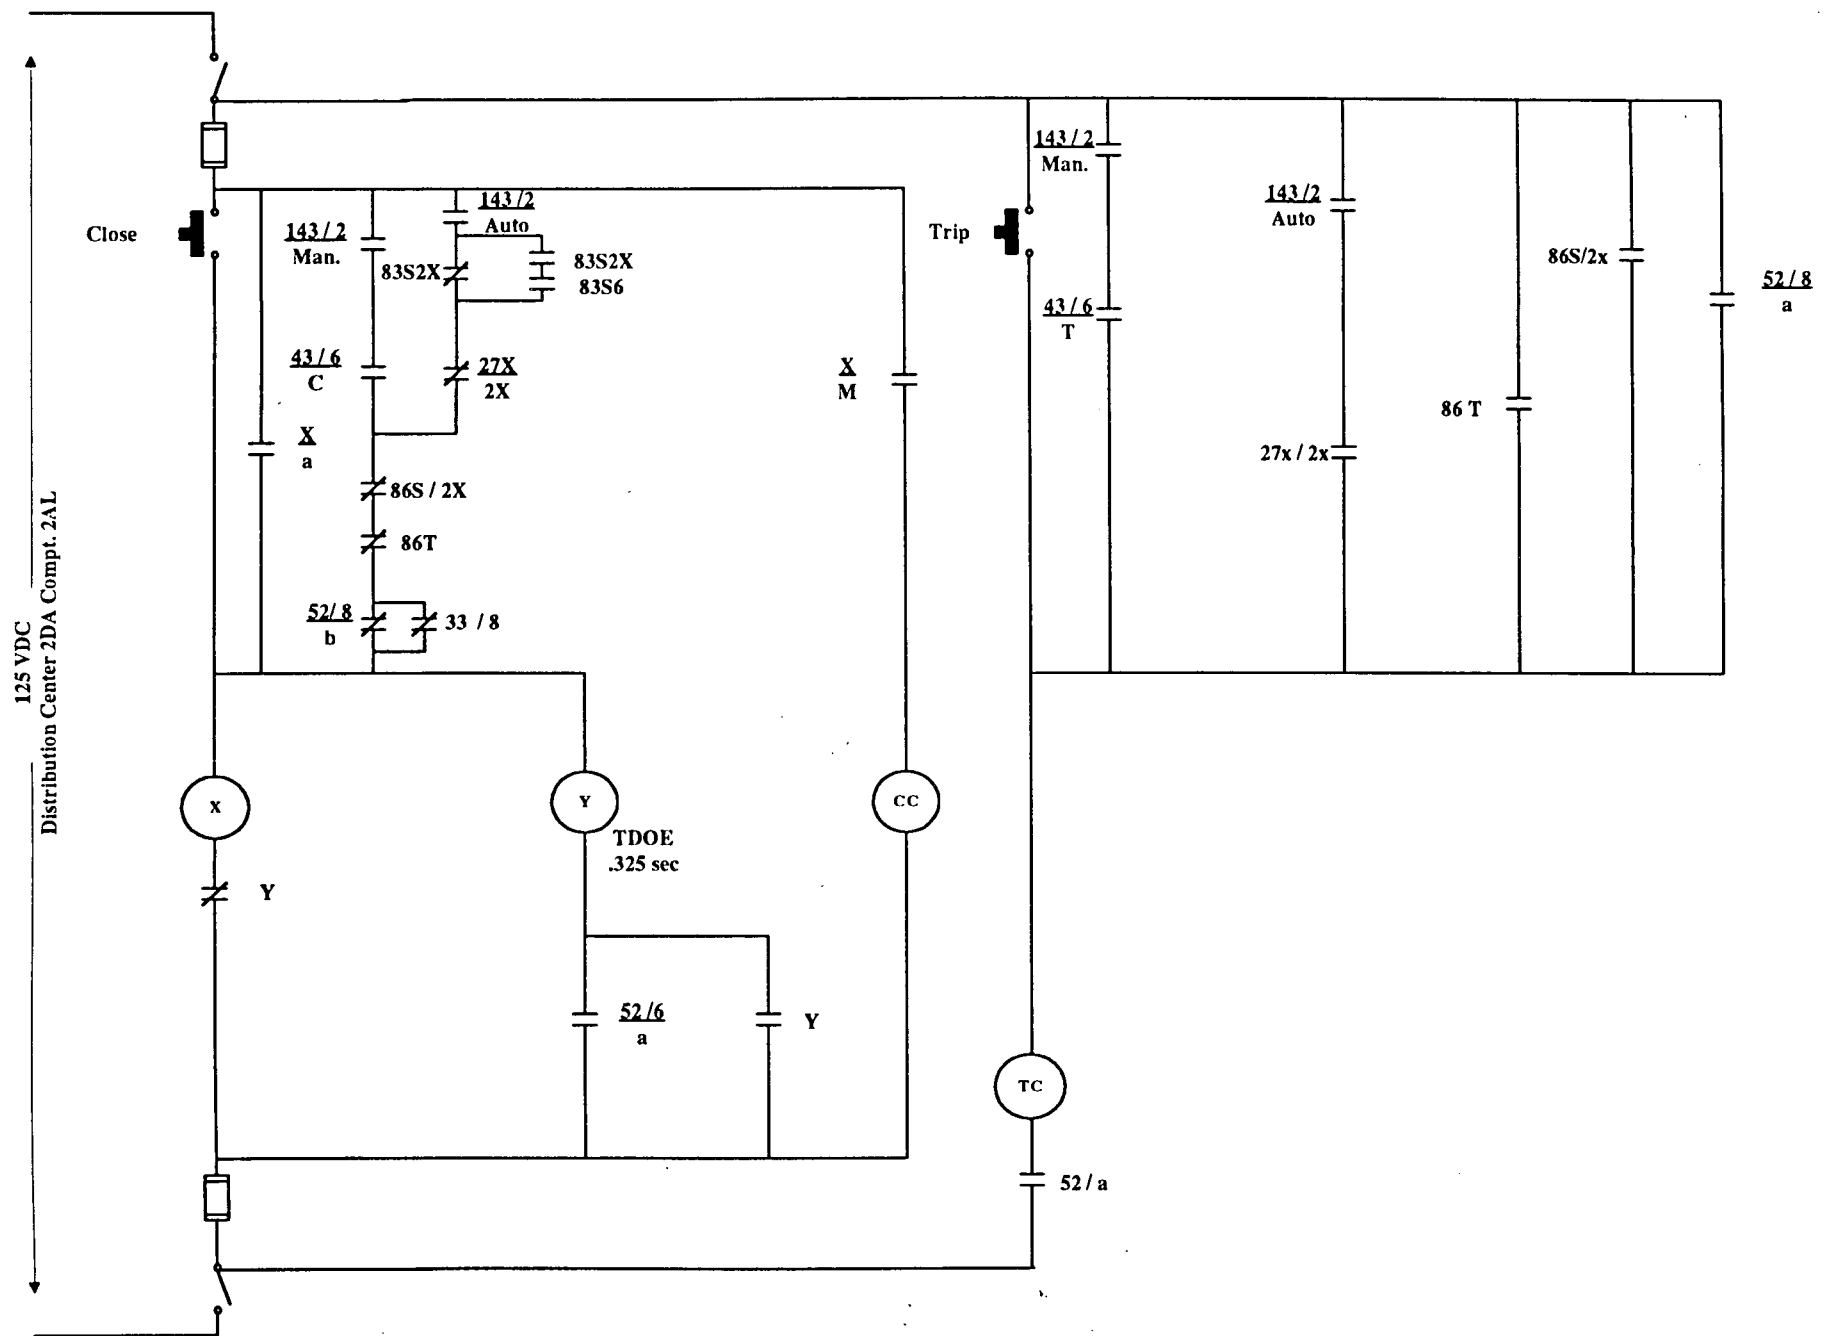 143 / 2
Man.
143 /2
Auto
143/2
Auto
Close
143/ 2
Man.
Trip
86S/2x
83S2X
83S2X
83S6
52/ 8
a
43/ 6
T
43/ 6
C
27X
2X
X
M
86 T
X
a
27x / 2x
86S / 2X
86T
52/ 8
b
33 / 8
125 VDC
Distribution Center 2DA Compt. 2AL
X
Y
CC
TDOE
.325 sec
Y
52 /6
a
Y
TC
52/ a